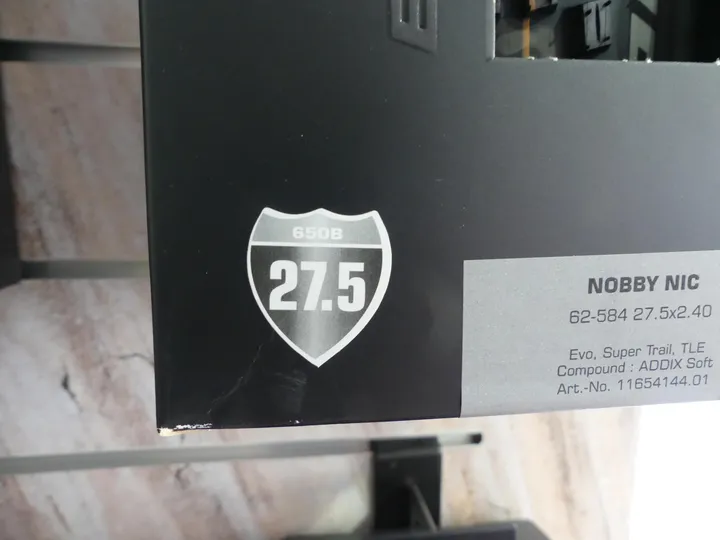 650B
27.5
NOBBY NIC
62-584 27.5x2.40
Evo, Super Trail, TLE
Compound : ADDIX Soft
Art.-No. 11654144.01